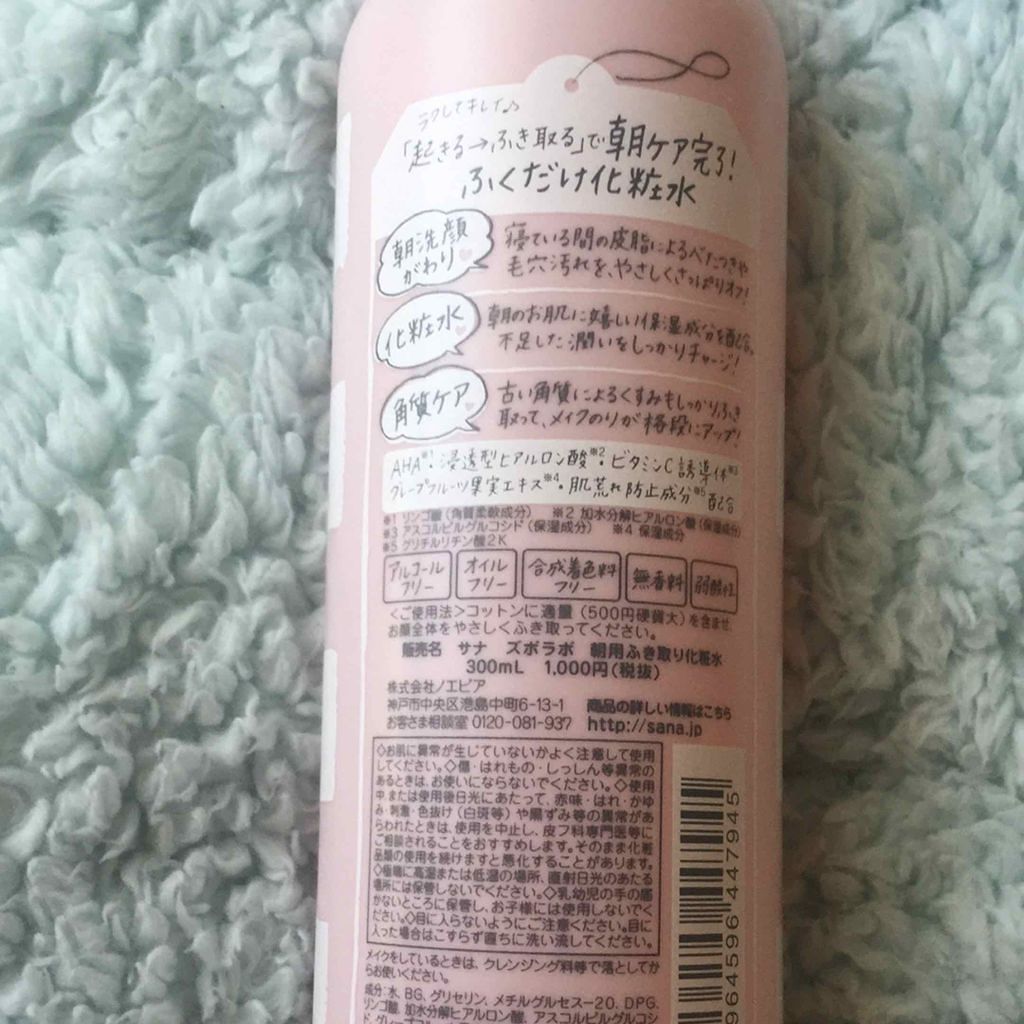 ラクしてキレイ♪
「起きる→ふき取る」で朝ケア完了!
ふくだけ化粧水
朝洗顔
がわり
寝ている間の皮脂によるべたつきや
毛穴汚れを、やさしくさっぱりオフ!
化粧水
朝のお肌に嬉しい保湿成分を配合。
不足した潤いをしっかりチャージ!
角質ケア
古い角質によるくすみもしっかりふき
取って、メイクのりが格段にアップ!
AHA※1・浸透型ヒアルロン酸※2・ビタミンC誘導体※3
グレープフルーツ果実エキス※4・肌荒れ防止成分※5配合
※1 リンゴ酸(角質柔軟成分) ※2 加水分解ヒアルロン酸(保湿成分)
※3 アスコルビルグルコシド(保湿成分) ※4 保湿成分
※5 グリチルリチン酸2K
アルコール
フリー
オイル
フリー
合成着色料
フリー
無香料
弱酸性
<ご使用法>コットンに適量(500円硬貨大)を含ませ、
お顔全体をやさしくふき取ってください。
販売名 サナ ズボラボ 朝用ふき取り化粧水
300mL 1,000円(税抜)
株式会社ノエビア
神戸市中央区港島中町6-13-1
お客さま相談室 0120-081-937
商品の詳しい情報はこちら
http://sana.jp
◇お肌に異常が生じていないかよく注意して使用
してください。◇傷・はれもの・しっしん等異常の
あるときは、お使いにならないでください。◇使用
中、または使用後日光にあたって、赤味・はれ・かゆ
み・刺激・色抜け(白斑等)や黒ずみ等の異常があ
らわれたときは、使用を中止し、皮フ科専門医等に
ご相談されることをおすすめします。そのまま化粧
品類の使用を続けますと悪化することがあります。
◇極端に高温または低温の場所、直射日光のあたる
場所には保管しないでください。◇乳幼児の手の届
かないところに保管し、お子様には使用しないでく
ださい。◇目に入らないようにご注意ください。目に
入った場合はこすらず直ちに洗い流してください。
メイクをしているときは、クレンジング料等で落としてか
らお使いください。
成分:水、BG、グリセリン、メチルグルセス-20、DPG、
リンゴ酸、加水分解ヒアルロン酸、アスコルビルグルコシ
ド、グレープフルーツ
964596 447945